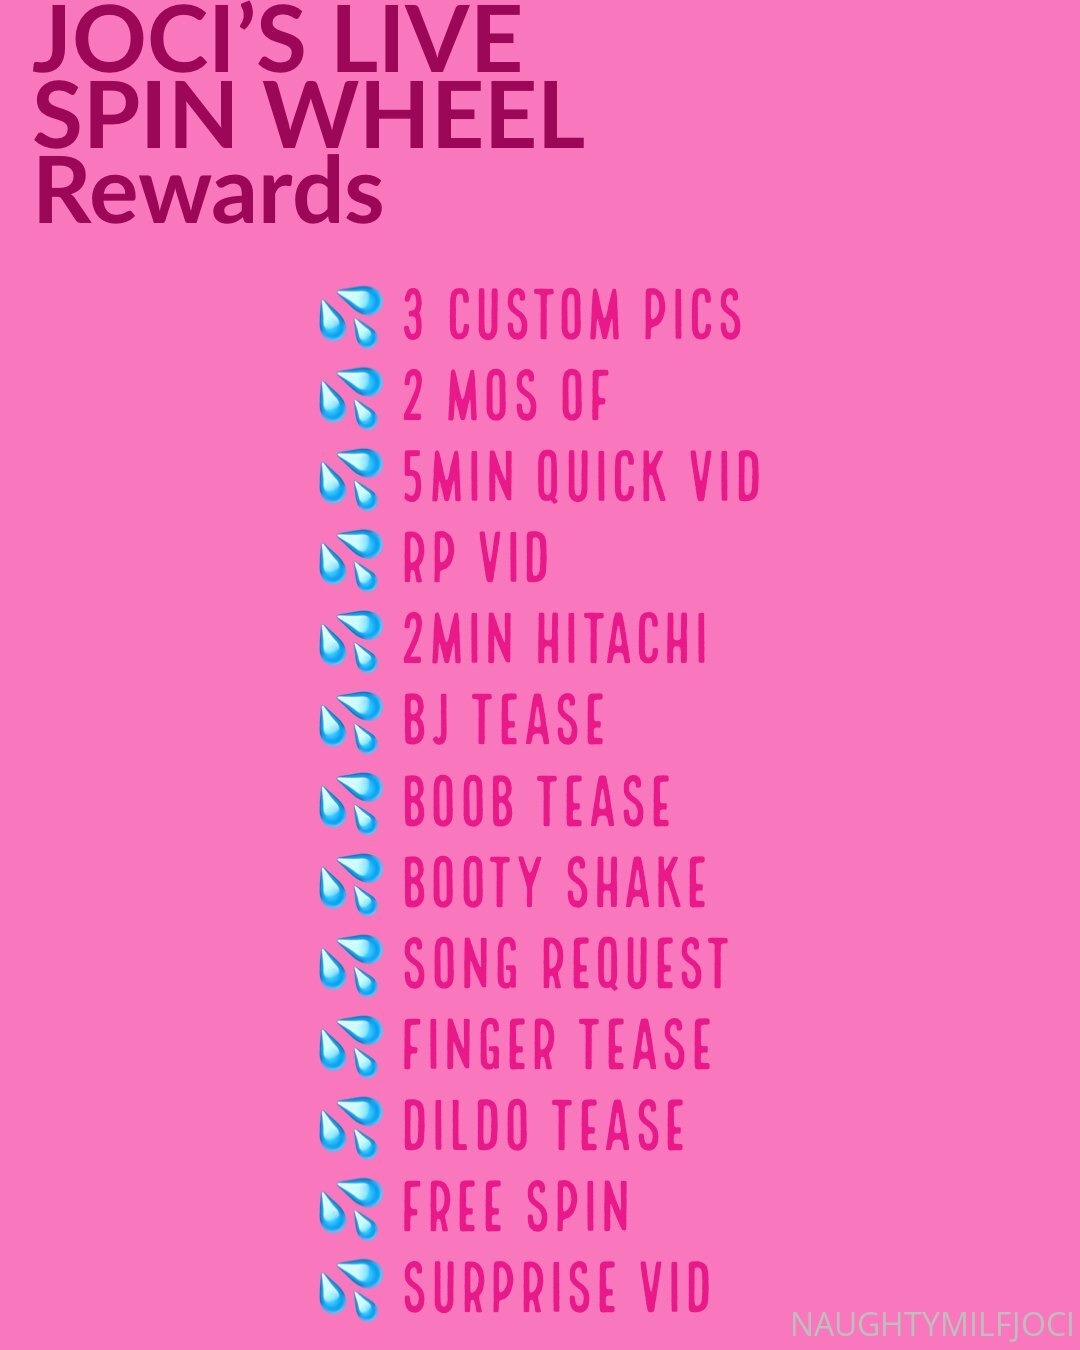 JOCI'S LIVE
SPIN WHEEL
Rewards
3 CUSTOM PICS
2 MOS OF
5MIN QUICK VID
RP VID
2MIN HITACHI
BJ TEASE
BOOB TEASE
BOOTY SHAKE
SONG REQUEST
FINGER TEASE
DILDO TEASE
FREE SPIN
SURPRISE VID
NAUGHTYMILFJOCI